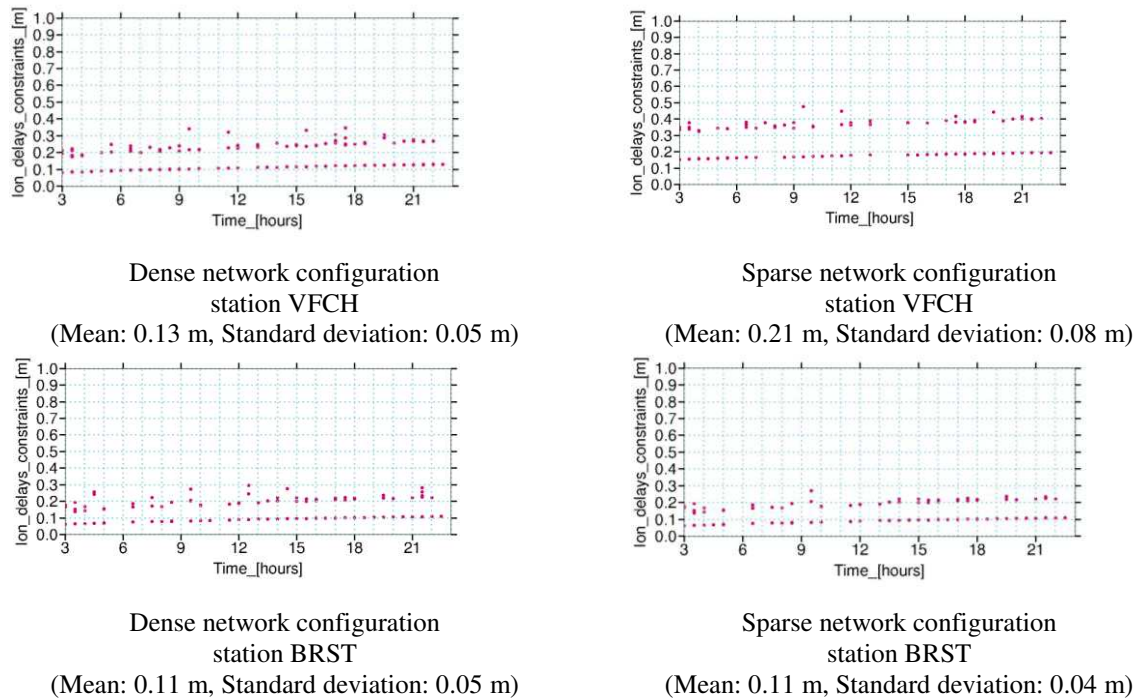 Ion_delays_constraints_[m]
1.0
0.9
0.8
0.7
0.6
0.5
0.4
0.3
0.2
0.1
0.0
3 6 9 12 15 18 21
Time_[hours]
Dense network configuration
station VFCH
(Mean: 0.13 m, Standard deviation: 0.05 m)
Ion_delays_constraints_[m]
1.0
0.9
0.8
0.7
0.6
0.5
0.4
0.3
0.2
0.1
0.0
3 6 9 12 15 18 21
Time_[hours]
Sparse network configuration
station VFCH
(Mean: 0.21 m, Standard deviation: 0.08 m)
Ion_delays_constraints_[m]
1.0
0.9
0.8
0.7
0.6
0.5
0.4
0.3
0.2
0.1
0.0
3 6 9 12 15 18 21
Time_[hours]
Dense network configuration
station BRST
(Mean: 0.11 m, Standard deviation: 0.05 m)
Ion_delays_constraints_[m]
1.0
0.9
0.8
0.7
0.6
0.5
0.4
0.3
0.2
0.1
0.0
3 6 9 12 15 18 21
Time_[hours]
Sparse network configuration
station BRST
(Mean: 0.11 m, Standard deviation: 0.04 m)